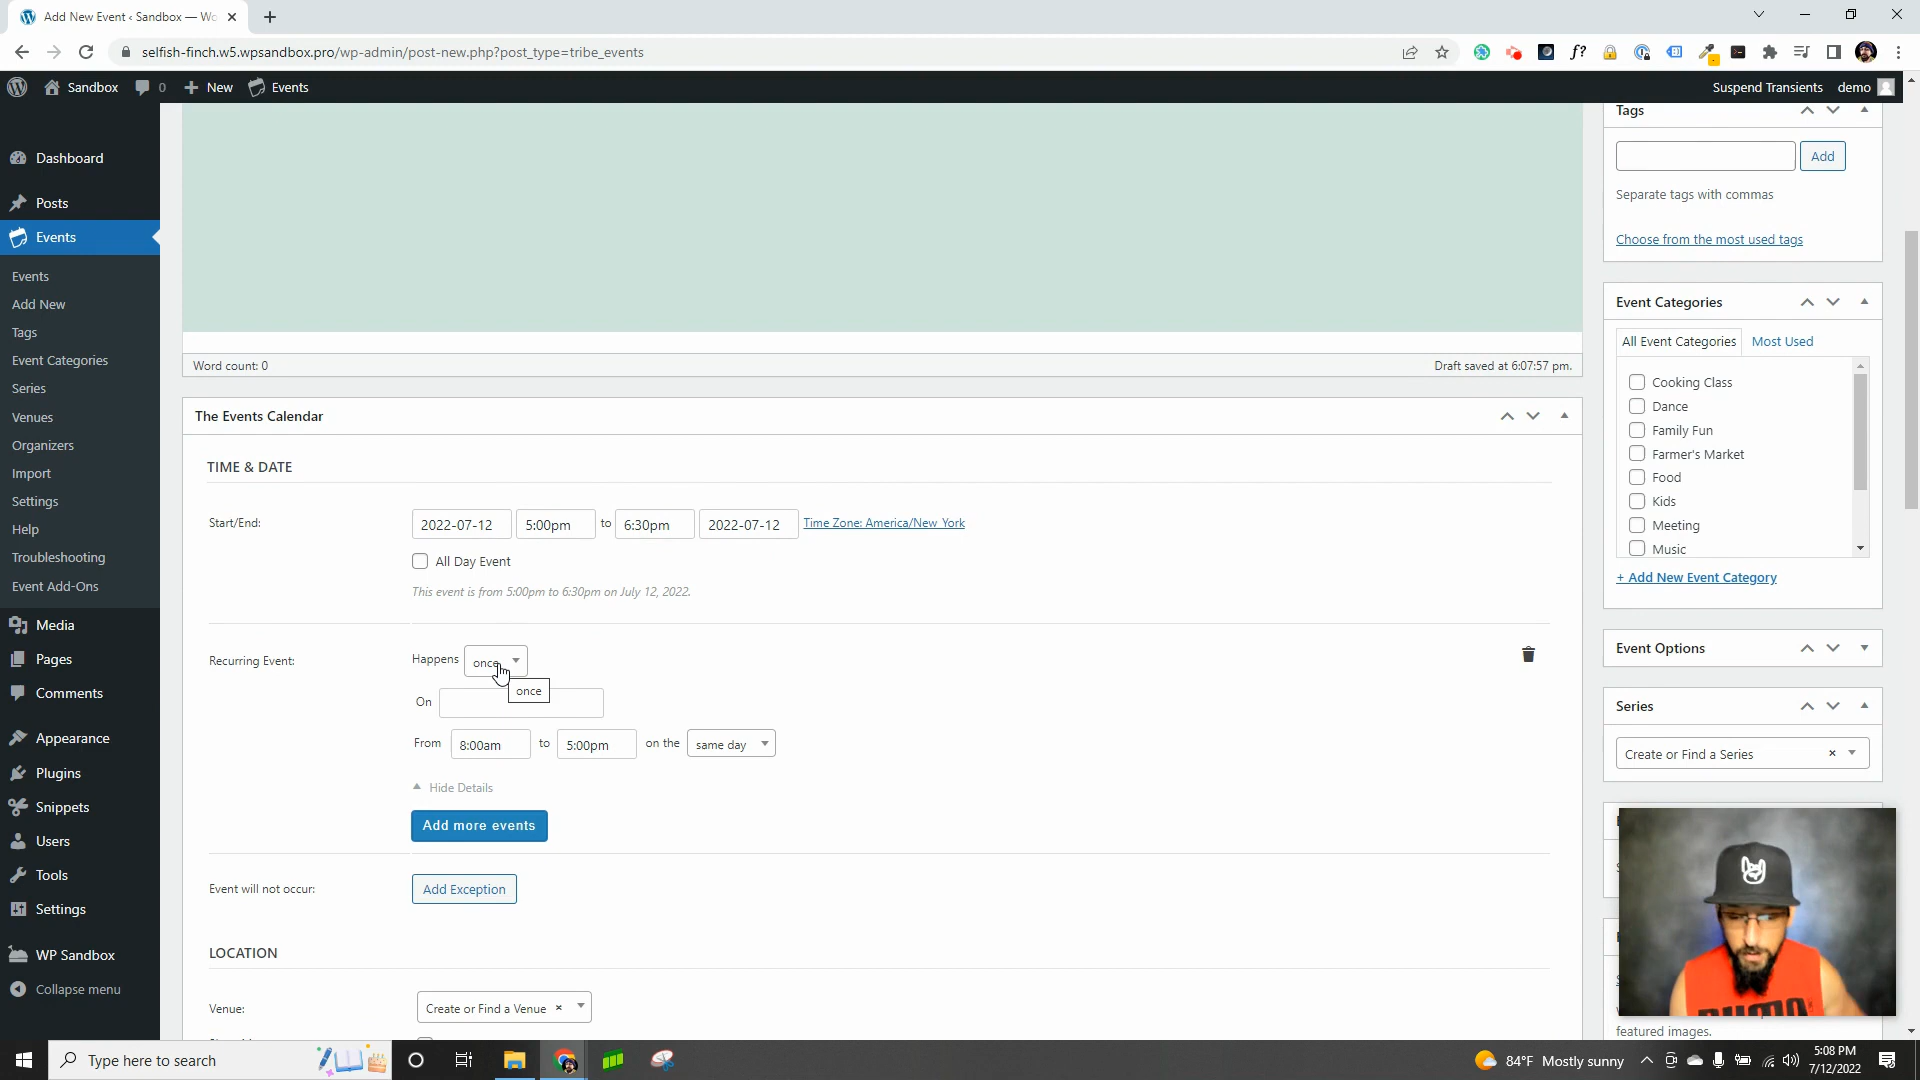 Add New Event ‹ Sandbox — Wo
selfish-finch.w5.wpsandbox.pro/wp-admin/post-new.php?post_type=tribe_events
f?
Sandbox
0
New
Events
Suspend Transients
demo
Dashboard
Posts
Events
Events
Add New
Tags
Event Categories
Series
Venues
Organizers
Import
Settings
Help
Troubleshooting
Event Add-Ons
Media
Pages
Comments
Appearance
Plugins
Snippets
Users
Tools
Settings
WP Sandbox
Collapse menu
Word count: 0
Draft saved at 6:07:57 pm.
The Events Calendar
TIME & DATE
Start/End:
2022-07-12
5:00pm
to
6:30pm
2022-07-12
Time Zone: America/New York
All Day Event
This event is from 5:00pm to 6:30pm on July 12, 2022.
Recurring Event:
Happens
once
once
On
From
8:00am
to
5:00pm
on the
same day
Hide Details
Add more events
Event will not occur:
Add Exception
LOCATION
Venue:
Create or Find a Venue ×
Tags
Add
Separate tags with commas
Choose from the most used tags
Event Categories
All Event Categories
Most Used
Cooking Class
Dance
Family Fun
Farmer's Market
Food
Kids
Meeting
Music
+ Add New Event Category
Event Options
Series
Create or Find a Series ×
featured images.
Type here to search
84°F Mostly sunny
5:08 PM
7/12/2022